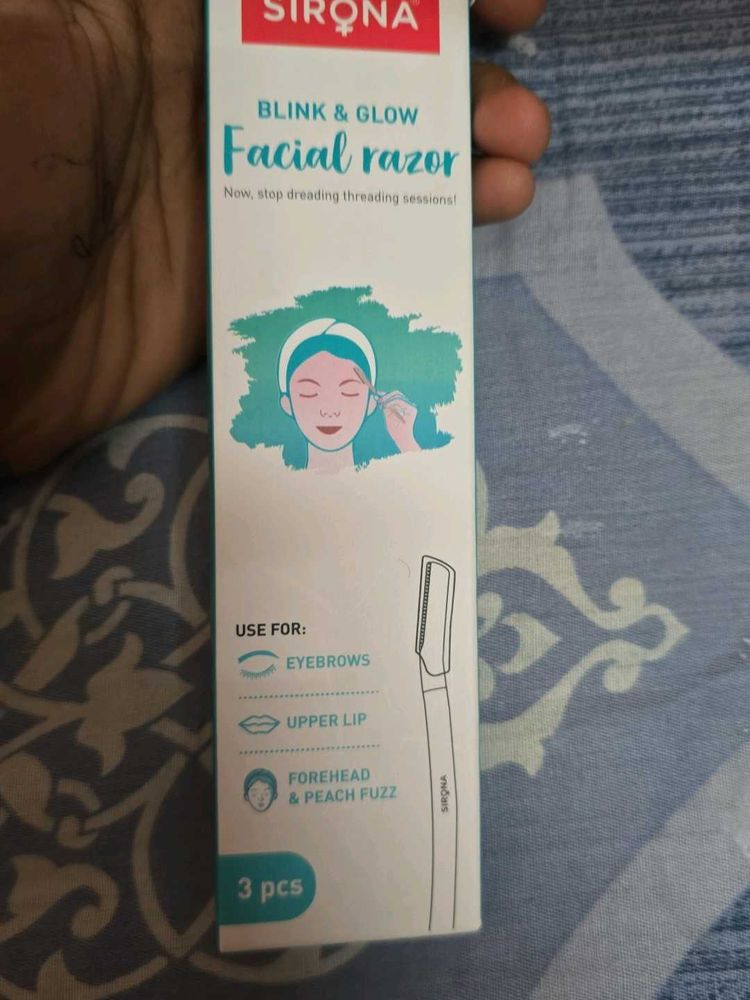 SIRONA
BLINK & GLOW
Facial razor
Now, stop dreading threading sessions!
USE FOR:
EYEBROWS
UPPER LIP
FOREHEAD
& PEACH FUZZ
SIRONA
3 pcs